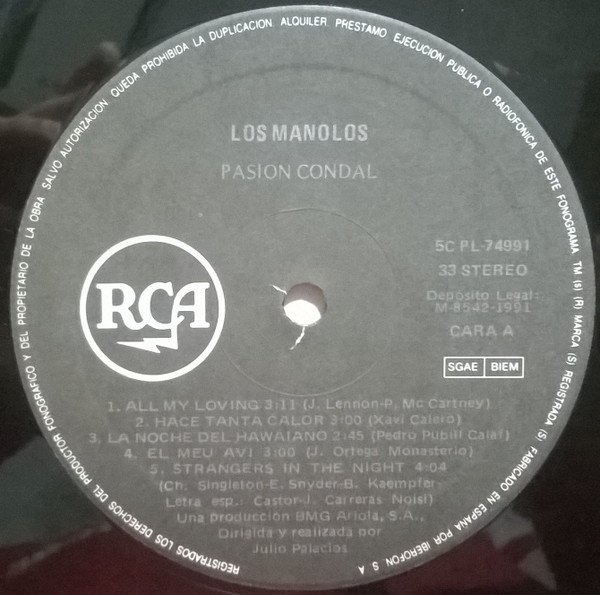 REGISTRADOS LOS DERECHOS DEL PRODUCTOR FONOGRAFICO Y DEL PROPIETARIO DE LA OBRA. SALVO AUTORIZACION, QUEDA PROHIBIDA LA DUPLICACION, ALQUILER, PRESTAMO, EJECUCION PUBLICA O RADIOFONICA DE ESTE FONOGRAMA TM (s) (R) MARCA (S) REGISTRADA (S) FABRICADO EN ESPAÑA POR IBEROFON, S. A.
LOS MANOLOS
PASION CONDAL
5C PL-74991
33 STEREO
Depósito Legal:
M-8542-1991
CARA A
RCA
SGAE BIEM
1. ALL MY LOVING 3:11 (J. Lennon-P. Mc Cartney)
2. HACE TANTA CALOR 3:00 (Xavi Calero)
3. LA NOCHE DEL HAWAIANO 2:45 (Pedro Pubill Calaf)
4. EL MEU AVI 3:00 (J. Ortega Monasterio)
5. STRANGERS IN THE NIGHT 4:04
(Ch. Singleton-E. Snyder-B. Kaempfer-
Letra esp. Castor-J. Carreras Noisi)
Una producción BMG Ariola, S.A.,
Dirigida y realizada por
Julio Palacios